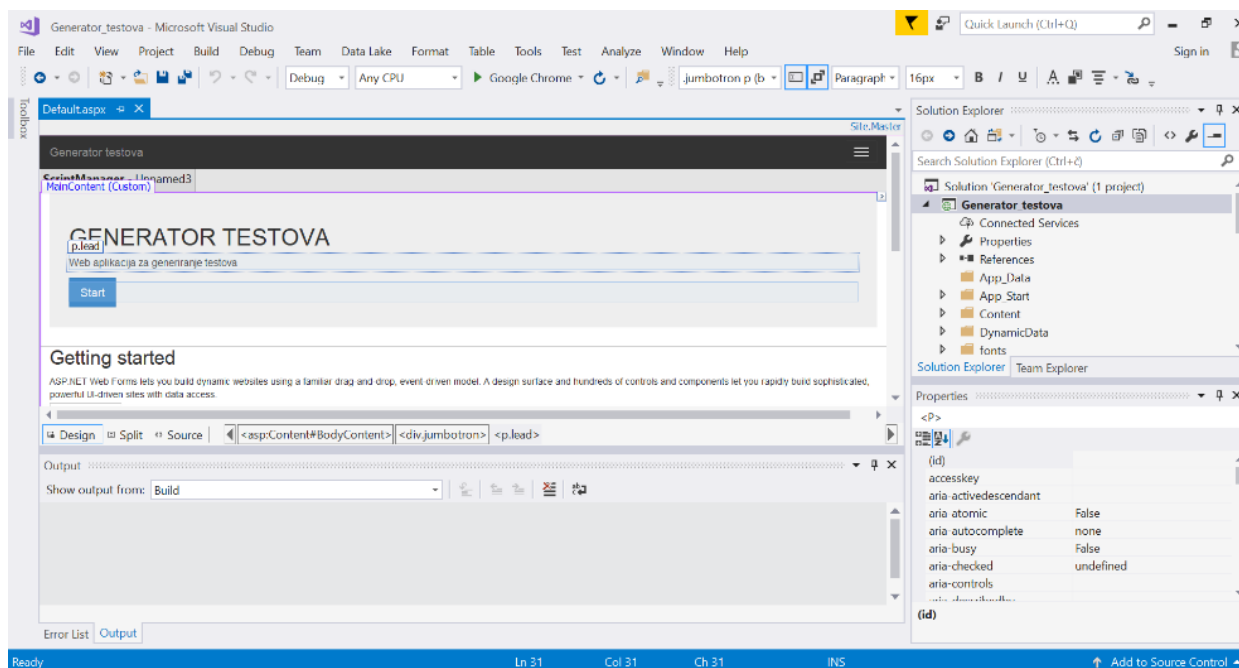 Generator_testova - Microsoft Visual Studio
Quick Launch (Ctrl+Q)
File Edit View Project Build Debug Team Data Lake Format Table Tools Test Analyze Window Help
Sign in
Debug Any CPU Google Chrome .jumbotron p (b Paragraph 16px B I U A
Toolbox
Default.aspx
Site.Master
Generator testova
ScriptManager - Unnamed3
MainContent (Custom)
GENERATOR TESTOVA
p.lead
Web aplikacija za generiranje testova
Start
Getting started
ASP.NET Web Forms lets you build dynamic websites using a familiar drag and drop, event driven model. A design surface and hundreds of controls and components let you rapidly build sophisticated,
powerful UI-driven sites with data access.
Design Split Source <asp:Content#BodyContent> <div.jumbotron> <p.lead>
Output
Show output from: Build
Error List Output
Solution Explorer
Search Solution Explorer (Ctrl+č)
Solution 'Generator_testova' (1 project)
Generator_testova
Connected Services
Properties
References
App_Data
App_Start
Content
DynamicData
fonts
Solution Explorer Team Explorer
Properties
<P>
(id)
accesskey
aria-activedescendant
aria-atomic False
aria-autocomplete none
aria-busy False
aria-checked undefined
aria-controls
(id)
Ready Ln 31 Col 31 Ch 31 INS Add to Source Control